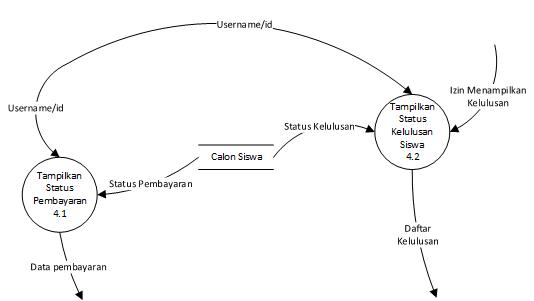 Username/id
Izin Menampilkan
Kelulusan
Username/id
Tampilkan
Status
Kelulusan
Siswa
4.2
Status Kelulusan
Calon Siswa
Status Pembayaran
Tampilkan
Status
Pembayaran
4.1
Daftar
Kelulusan
Data pembayaran